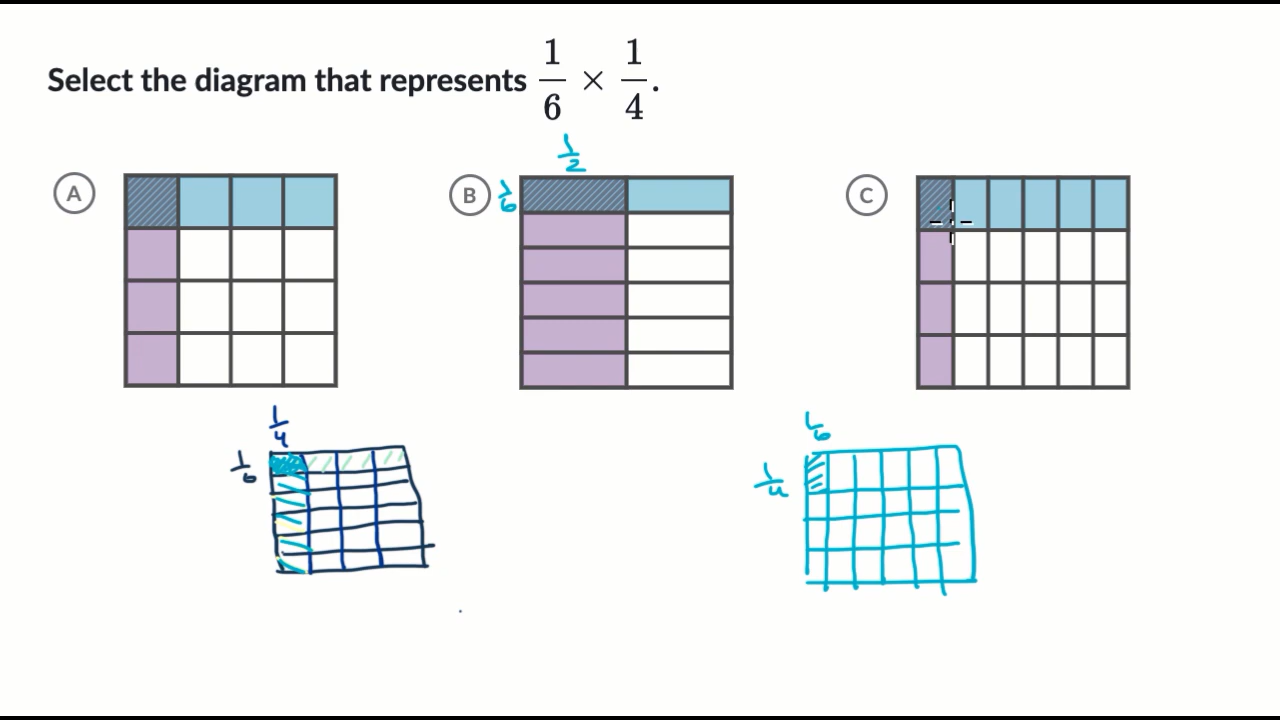 Select the diagram that represents 1/6 × 1/4.
A
B
C
1/2
1/6
1/4
1/6
1/6
1/4